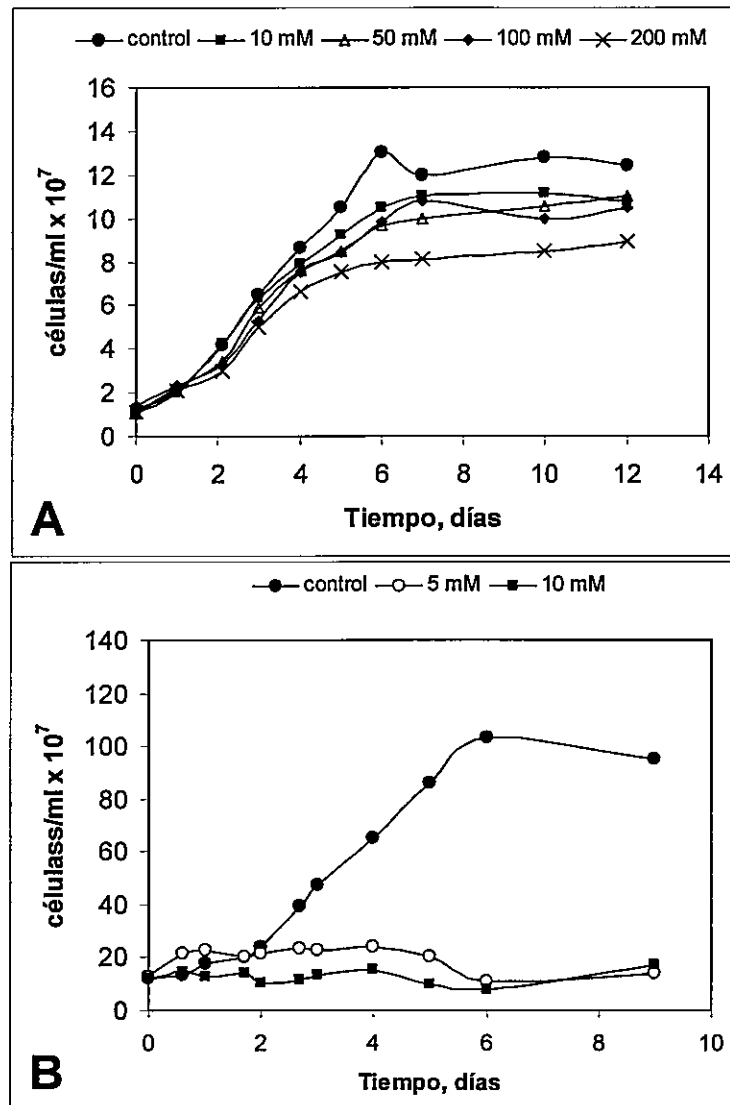 control 10 mM 50 mM 100 mM 200 mM
16
14
12
10
8
6
4
2
0
células/ml x 10⁷
0 2 4 6 8 10 12 14
Tiempo, días
A
control 5 mM 10 mM
140
120
100
80
60
40
20
0
célulass/ml x 10⁷
0 2 4 6 8 10
Tiempo, días
B